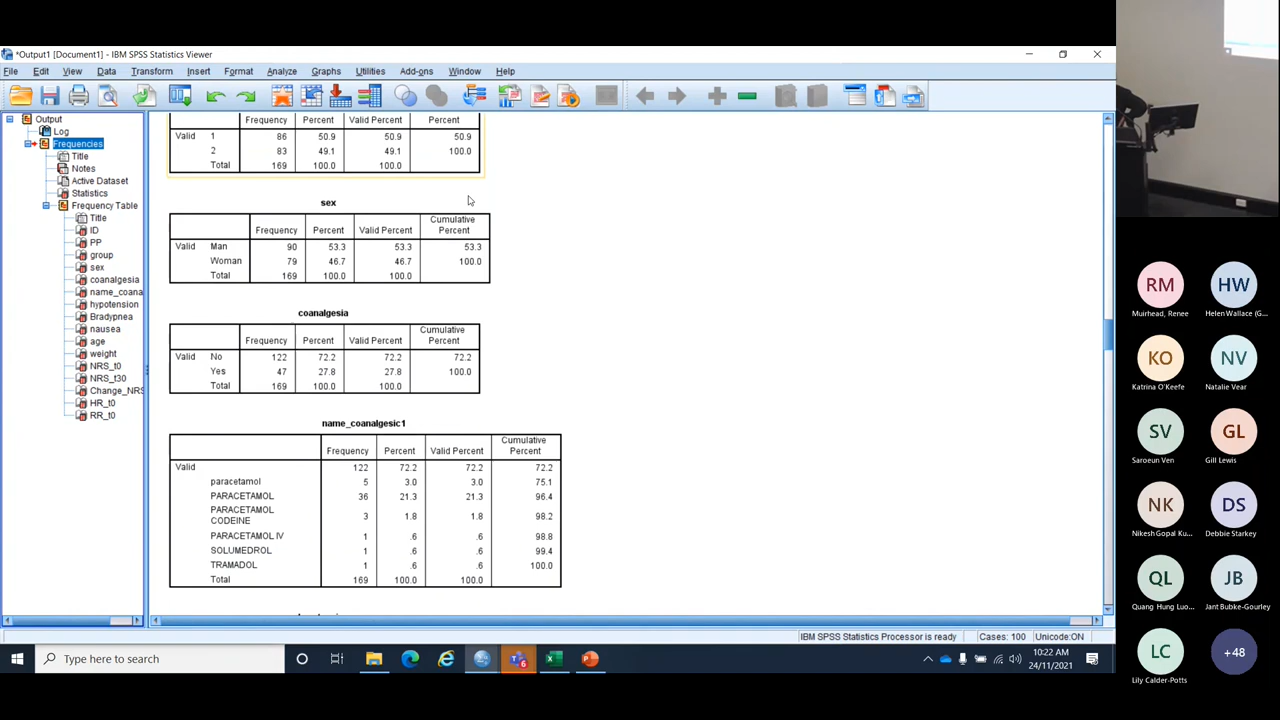 *Output1 [Document1] - IBM SPSS Statistics Viewer
File Edit View Data Transform Insert Format Analyze Graphs Utilities Add-ons Window Help
Output
Log
Frequencies
Title
Notes
Active Dataset
Statistics
Frequency Table
Title
ID
PP
group
sex
coanalgesia
name_coana
hypotension
Bradypnea
nausea
age
weight
NRS_t0
NRS_t30
Change_NRS
HR_t0
RR_t0
Frequency Percent Valid Percent Percent
Valid 1 86 50.9 50.9 50.9
2 83 49.1 49.1 100.0
Total 169 100.0 100.0
sex
Cumulative
Frequency Percent Valid Percent Percent
Valid Man 90 53.3 53.3 53.3
Woman 79 46.7 46.7 100.0
Total 169 100.0 100.0
coanalgesia
Cumulative
Frequency Percent Valid Percent Percent
Valid No 122 72.2 72.2 72.2
Yes 47 27.8 27.8 100.0
Total 169 100.0 100.0
name_coanalgesic1
Cumulative
Frequency Percent Valid Percent Percent
Valid 122 72.2 72.2 72.2
paracetamol 5 3.0 3.0 75.1
PARACETAMOL 36 21.3 21.3 96.4
PARACETAMOL
CODEINE 3 1.8 1.8 98.2
PARACETAMOL IV 1 .6 .6 98.8
SOLUMEDROL 1 .6 .6 99.4
TRAMADOL 1 .6 .6 100.0
Total 169 100.0 100.0
IBM SPSS Statistics Processor is ready Cases: 100 Unicode:ON
Type here to search
6
10:22 AM
24/11/2021
RM HW
Muirhead, Renee Helen Wallace (G...
KO NV
Katrina O'Keefe Natalie Vear
SV GL
Saroeun Ven Gill Lewis
NK DS
Nikesh Gopal Ku... Debbie Starkey
QL JB
Quang Hung Luo... Jant Bubke-Gourley
LC +48
Lily Calder-Potts